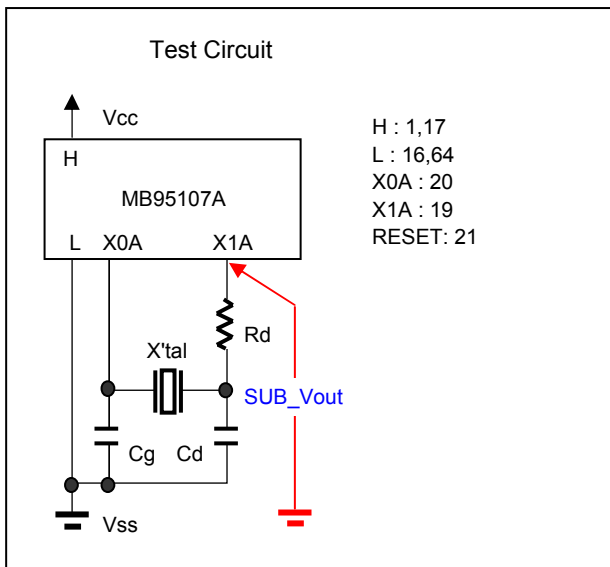 Test Circuit
Vcc
H : 1,17
L : 16,64
X0A : 20
X1A : 19
RESET: 21
H
MB95107A
L X0A X1A
Rd
X'tal
SUB_Vout
Cg Cd
Vss